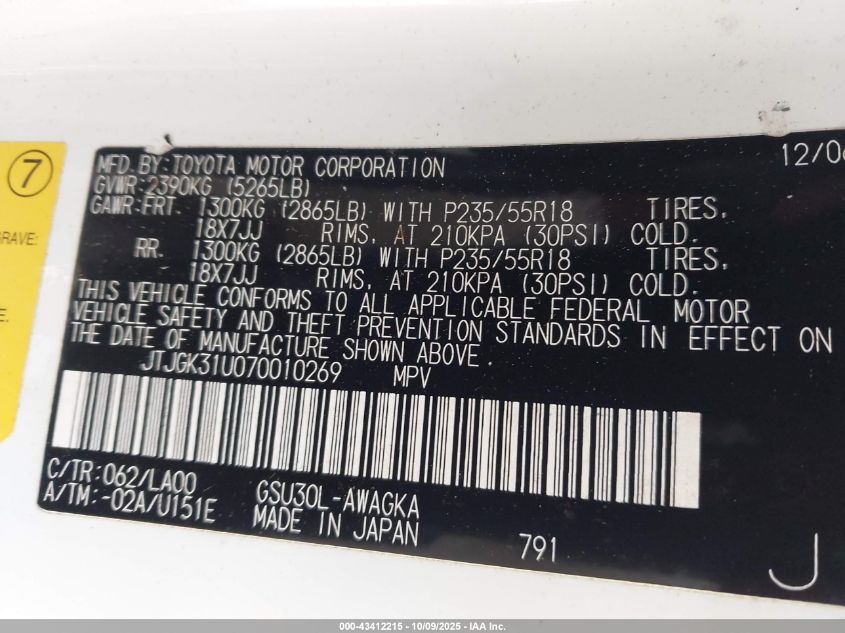 7
RAVE:
E.
12/06
MFD. BY: TOYOTA MOTOR CORPORATION
GVWR: 2390KG (5265LB)
GAWR: FRT. 1300KG (2865LB) WITH P235/55R18 TIRES,
18X7JJ RIMS, AT 210KPA (30PSI) COLD.
RR. 1300KG (2865LB) WITH P235/55R18 TIRES,
18X7JJ RIMS, AT 210KPA (30PSI) COLD.
THIS VEHICLE CONFORMS TO ALL APPLICABLE FEDERAL MOTOR
VEHICLE SAFETY AND THEFT PREVENTION STANDARDS IN EFFECT ON
THE DATE OF MANUFACTURE SHOWN ABOVE.
JTJGK31U070010269 MPV
C/TR: 062/LA00
A/TM: -02A/U151E
GSU30L-AWAGKA
MADE IN JAPAN
791
J
000-43412215 - 10/09/2025 - IAA Inc.